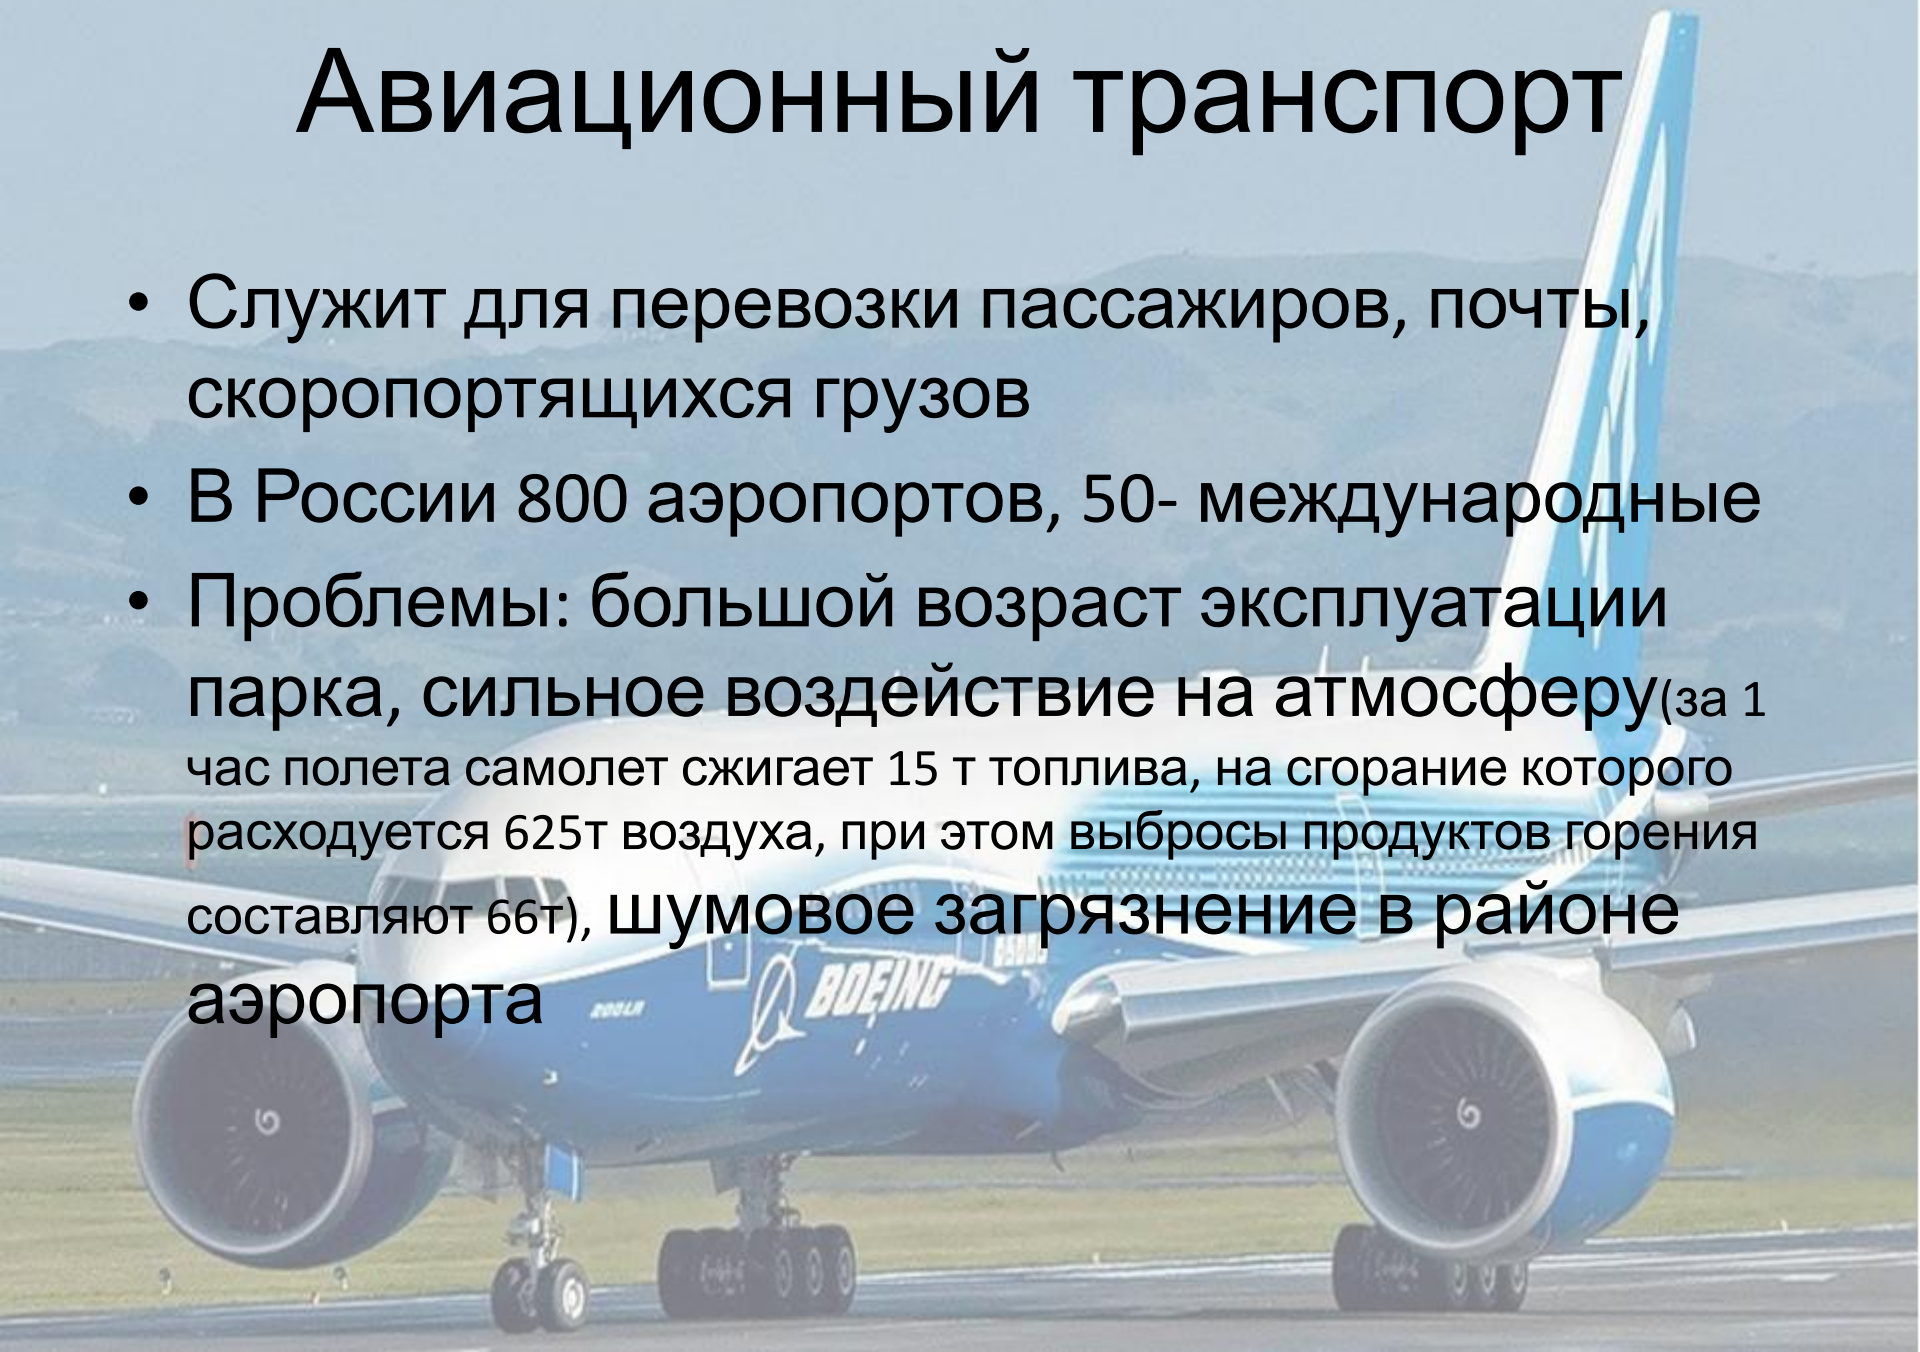 Авиационный транспорт
• Служит для перевозки пассажиров, почты,
скоропортящихся грузов
• В России 800 аэропортов, 50- международные
• Проблемы: большой возраст эксплуатации
парка, сильное воздействие на атмосферу(за 1
час полета самолет сжигает 15 т топлива, на сгорание которого
расходуется 625т воздуха, при этом выбросы продуктов горения
составляют 66т), шумовое загрязнение в районе
аэропорта
BOEING
200LR